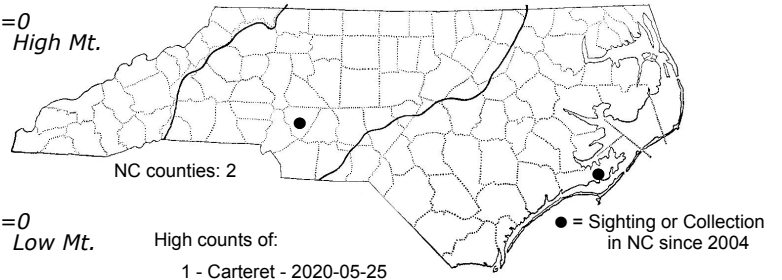 =0
High Mt.
NC counties: 2
=0
Low Mt.
High counts of:
1 - Carteret - 2020-05-25
● = Sighting or Collection
in NC since 2004